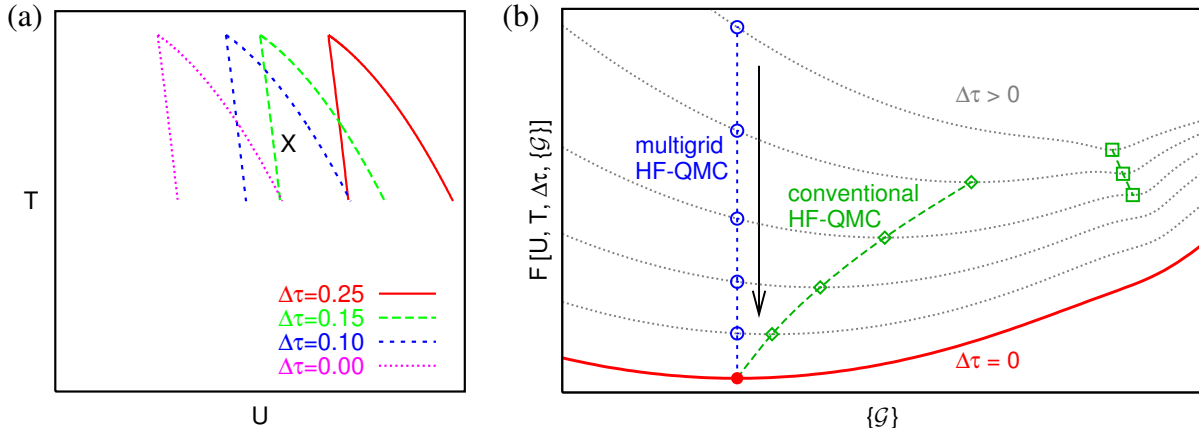 (a)
T
X
Δτ=0.25
Δτ=0.15
Δτ=0.10
Δτ=0.00
U
(b)
F [U, T, Δτ, {𝒢}]
Δτ > 0
multigrid
HF-QMC
conventional
HF-QMC
Δτ = 0
{𝒢}